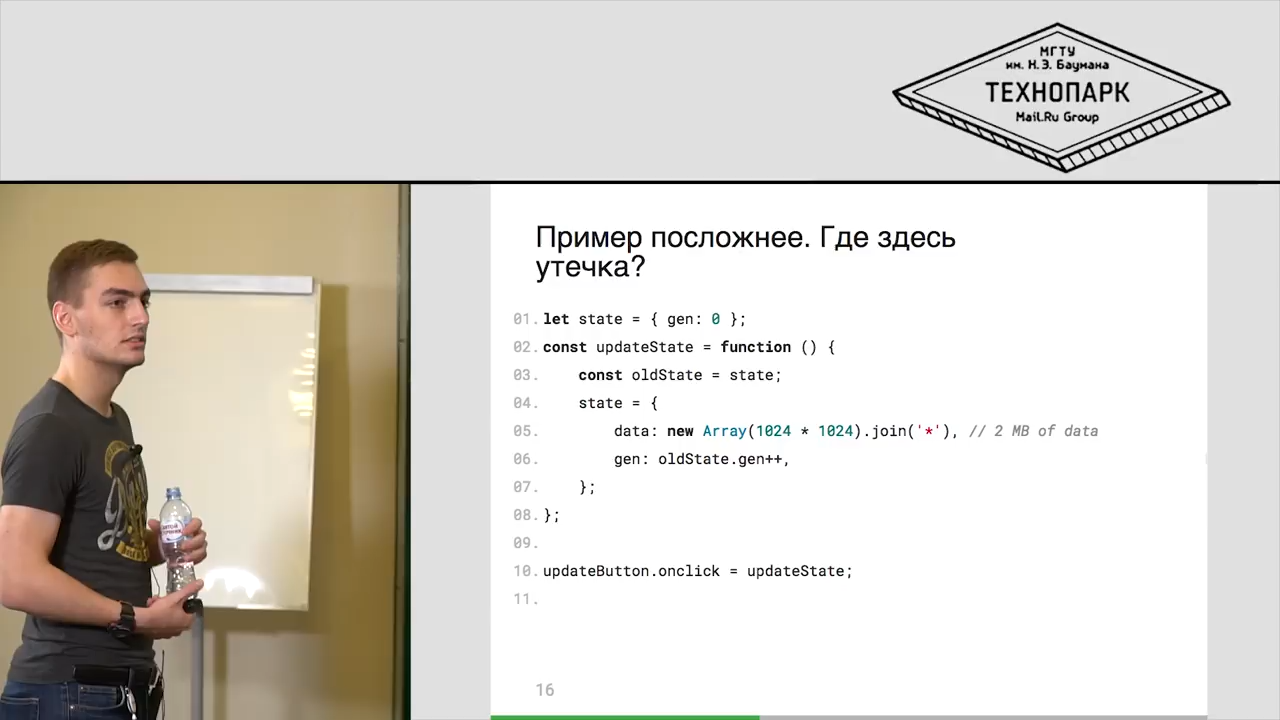 МГТУ
им. Н.Э. Баумана
ТЕХНОПАРК
Mail.Ru Group
Пример посложнее. Где здесь
утечка?
01. let state = { gen: 0 };
02. const updateState = function () {
03. const oldState = state;
04. state = {
05. data: new Array(1024 * 1024).join('*'), // 2 MB of data
06. gen: oldState.gen++,
07. };
08. };
09.
10. updateButton.onclick = updateState;
11.
16